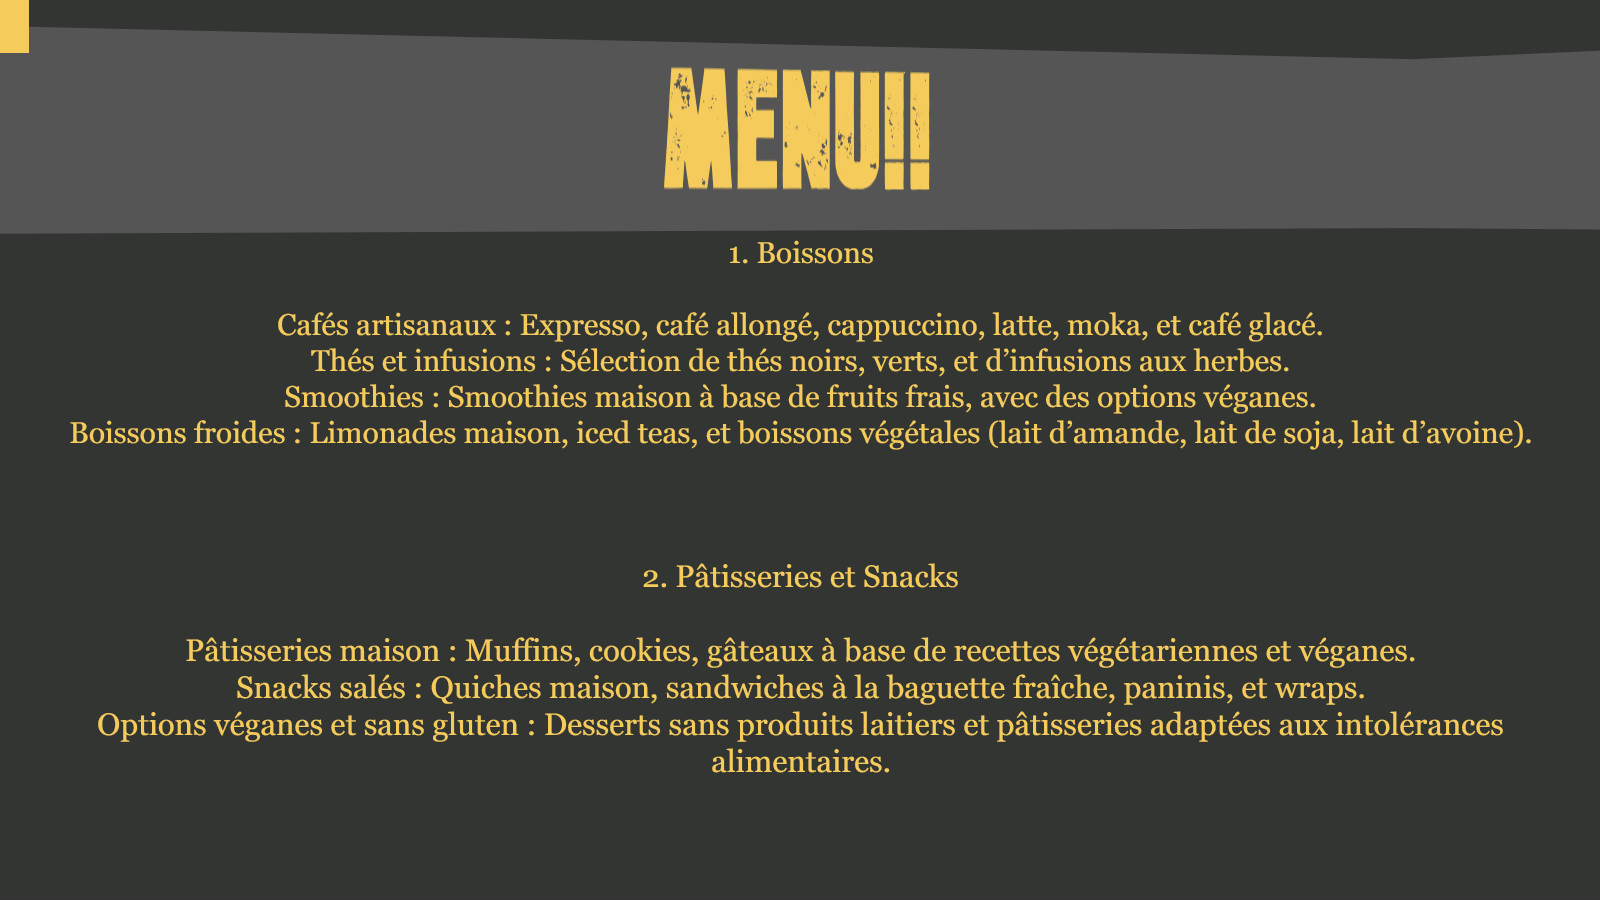 MENU!!
1. Boissons
Cafés artisanaux : Expresso, café allongé, cappuccino, latte, moka, et café glacé.
Thés et infusions : Sélection de thés noirs, verts, et d’infusions aux herbes.
Smoothies : Smoothies maison à base de fruits frais, avec des options véganes.
Boissons froides : Limonades maison, iced teas, et boissons végétales (lait d’amande, lait de soja, lait d’avoine).
2. Pâtisseries et Snacks
Pâtisseries maison : Muffins, cookies, gâteaux à base de recettes végétariennes et véganes.
Snacks salés : Quiches maison, sandwiches à la baguette fraîche, paninis, et wraps.
Options véganes et sans gluten : Desserts sans produits laitiers et pâtisseries adaptées aux intolérances
alimentaires.